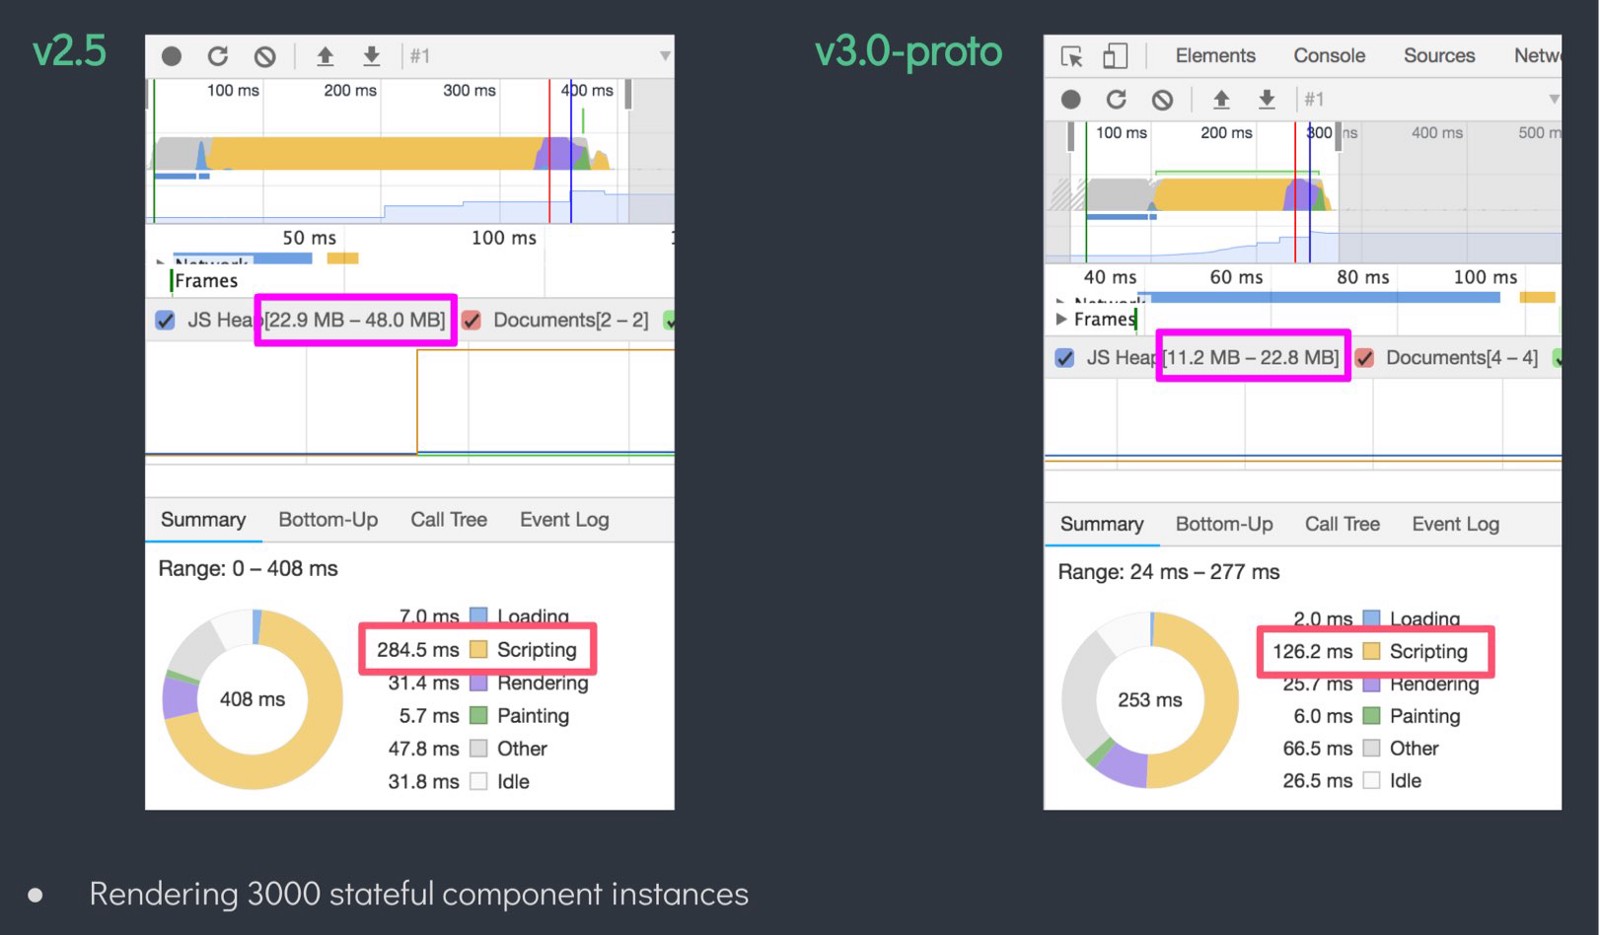 v2.5
#1
100 ms 200 ms 300 ms 400 ms
50 ms 100 ms
Network
Frames
JS Heap[22.9 MB – 48.0 MB] Documents[2 – 2]
Summary Bottom-Up Call Tree Event Log
Range: 0 – 408 ms
408 ms
7.0 ms Loading
284.5 ms Scripting
31.4 ms Rendering
5.7 ms Painting
47.8 ms Other
31.8 ms Idle
v3.0-proto
Elements Console Sources Netw
#1
100 ms 200 ms 300 ms 400 ms 500 m
40 ms 60 ms 80 ms 100 ms
Network
Frames
JS Heap[11.2 MB – 22.8 MB] Documents[4 – 4]
Summary Bottom-Up Call Tree Event Log
Range: 24 ms – 277 ms
253 ms
2.0 ms Loading
126.2 ms Scripting
25.7 ms Rendering
6.0 ms Painting
66.5 ms Other
26.5 ms Idle
• Rendering 3000 stateful component instances